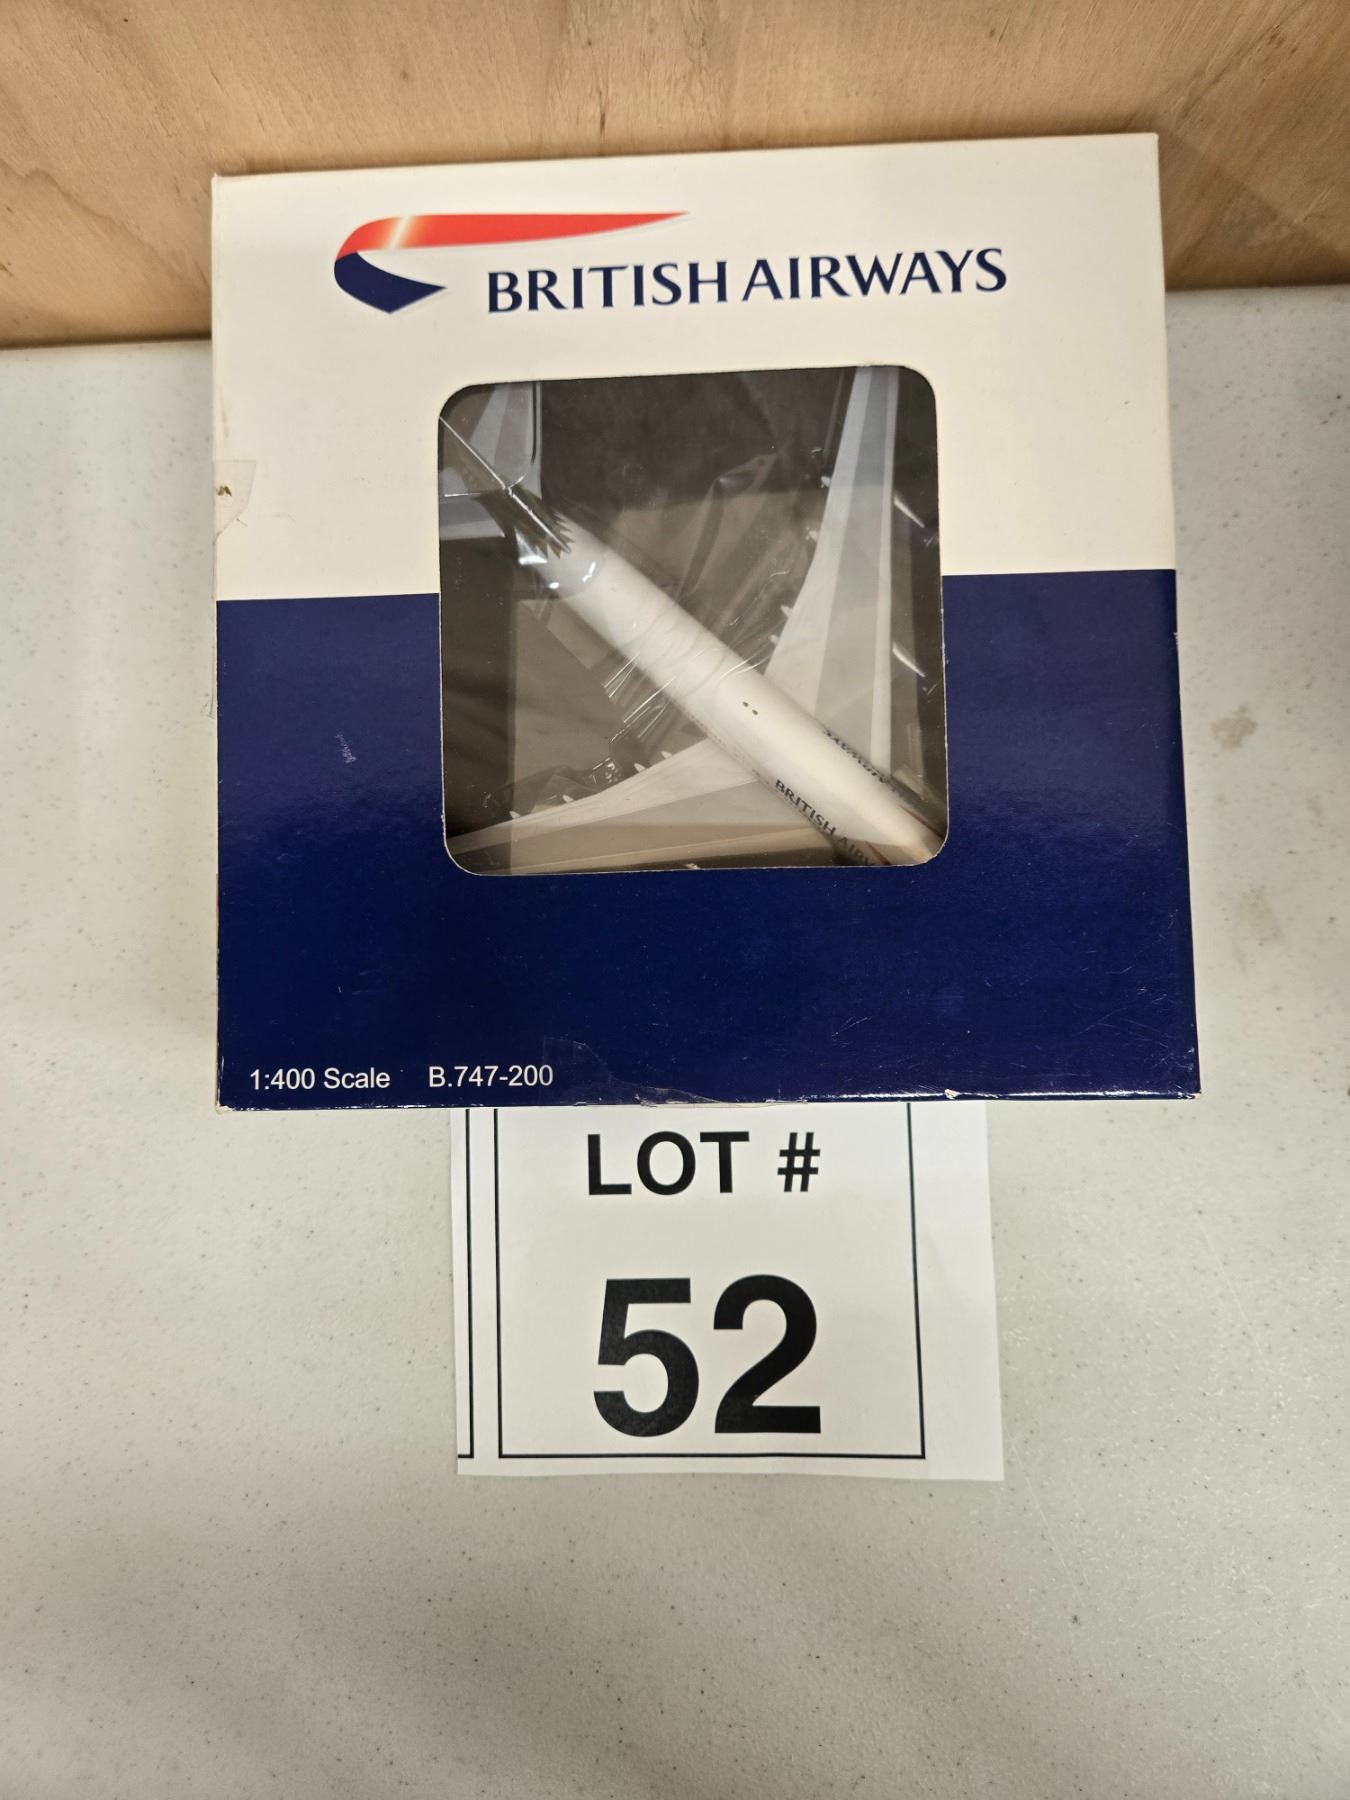 BRITISH AIRWAYS
BRITISH AIRW
1:400 Scale B.747-200
LOT #
52